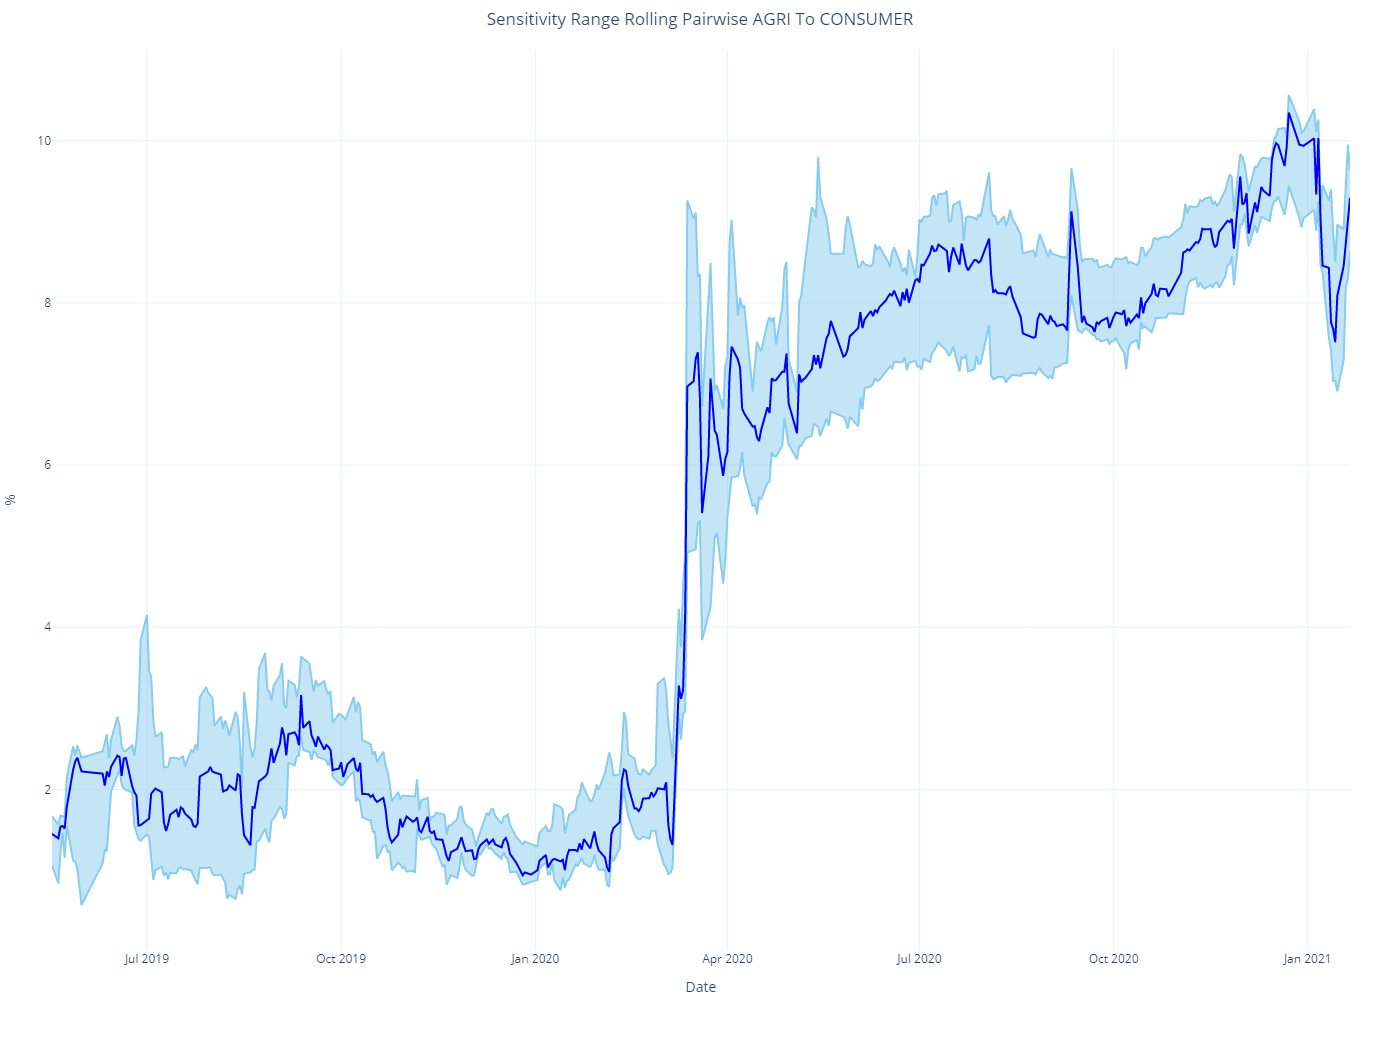 Sensitivity Range Rolling Pairwise AGRI To CONSUMER
10
8
6
4
2
%
Jul 2019
Oct 2019
Jan 2020
Apr 2020
Jul 2020
Oct 2020
Jan 2021
Date